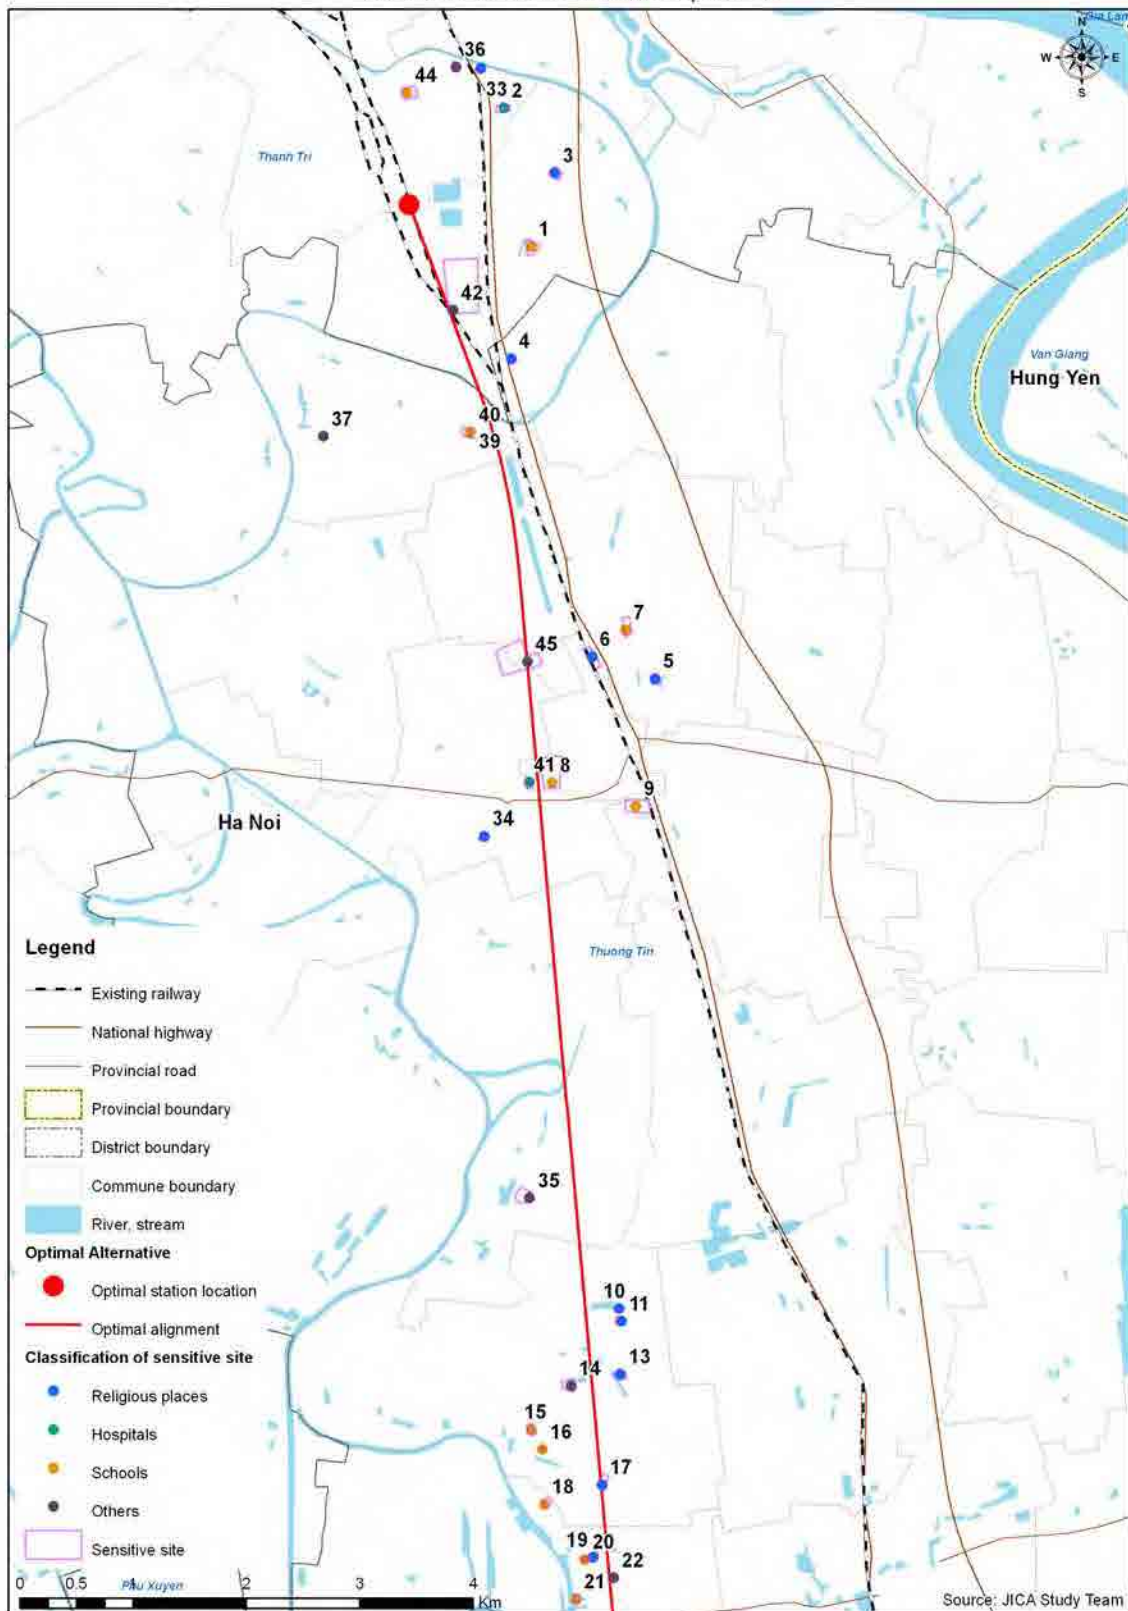 Gia Lam
N
W E
S
36
44
33 2
Thanh Tri
3
1
42
4
Van Giang
Hung Yen
40
37
39
7
6
45
5
41 8
9
34
Ha Noi
Thuong Tin
35
10
11
13
14
15
16
17
18
19 20
22
21
Legend
Existing railway
National highway
Provincial road
Provincial boundary
District boundary
Commune boundary
River, stream
Optimal Alternative
Optimal station location
Optimal alignment
Classification of sensitive site
Religious places
Hospitals
Schools
Others
Sensitive site
0 0.5 1 2 3 4
Km
Phu Xuyen
Source: JICA Study Team